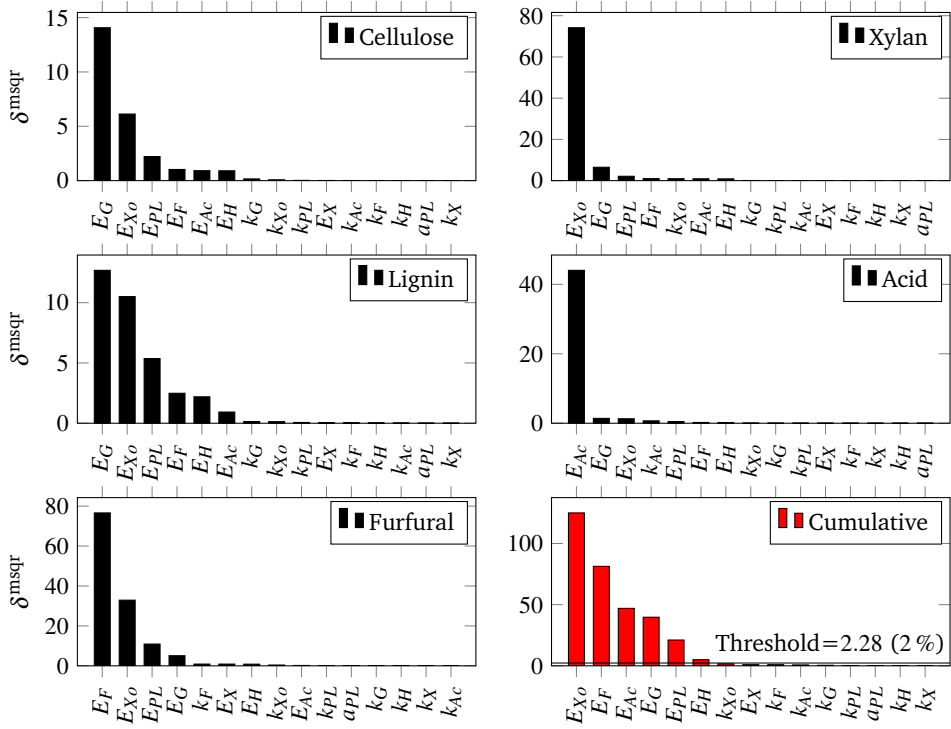 δ^msqr
15
10
5
0
Cellulose
E_G E_Xo E_PL E_F E_Ac E_H k_G k_Xo k_PL E_X k_Ac k_F k_H a_PL k_X
80
60
40
20
0
Xylan
E_Xo E_G E_PL E_F k_Xo E_Ac E_H k_G k_PL k_Ac E_X k_F k_H k_X a_PL
δ^msqr
10
5
0
Lignin
E_G E_Xo E_PL E_F E_H E_Ac k_G k_Xo k_PL E_X k_F k_H k_Ac a_PL k_X
40
20
0
Acid
E_Ac E_G E_Xo k_Ac E_PL E_F E_H k_Xo k_G k_PL E_X k_F k_X k_H a_PL
δ^msqr
80
60
40
20
0
Furfural
E_F E_Xo E_PL E_G k_F E_X E_H k_Xo E_Ac k_PL a_PL k_G k_H k_X k_Ac
100
50
0
Cumulative
Threshold=2.28 (2 %)
E_Xo E_F E_Ac E_G E_PL E_H k_Xo E_X k_F k_Ac k_G k_PL a_PL k_H k_X